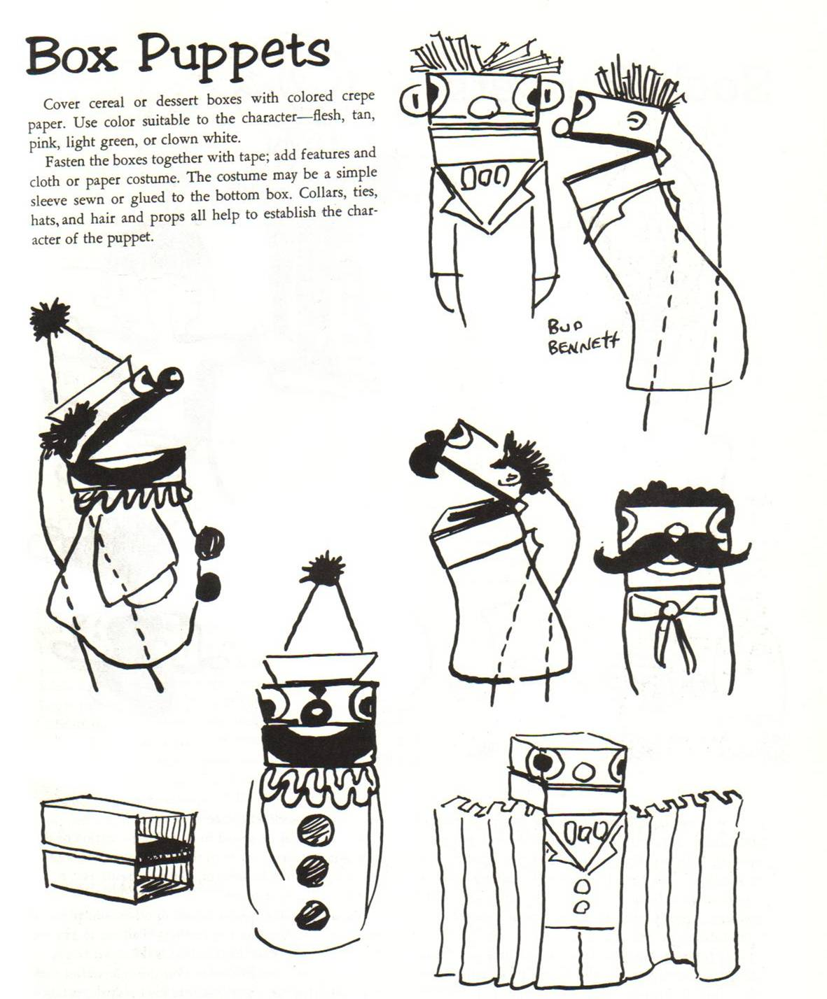 Box Puppets
Cover cereal or dessert boxes with colored crepe
paper. Use color suitable to the character—flesh, tan,
pink, light green, or clown white.
Fasten the boxes together with tape; add features and
cloth or paper costume. The costume may be a simple
sleeve sewn or glued to the bottom box. Collars, ties,
hats, and hair and props all help to establish the char-
acter of the puppet.
DAN
BUD
BENNETT
DAN